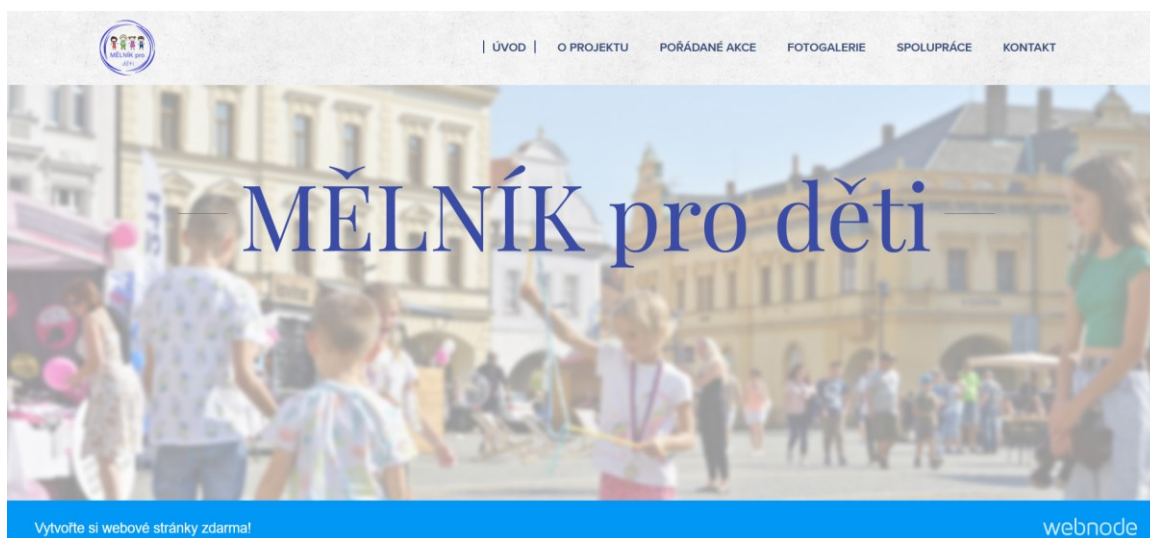 MĚLNÍK pro
děti
ÚVOD
O PROJEKTU
POŘÁDANÉ AKCE
FOTOGALERIE
SPOLUPRÁCE
KONTAKT
MĚLNÍK pro děti
Vytvořte si webové stránky zdarma!
webnode